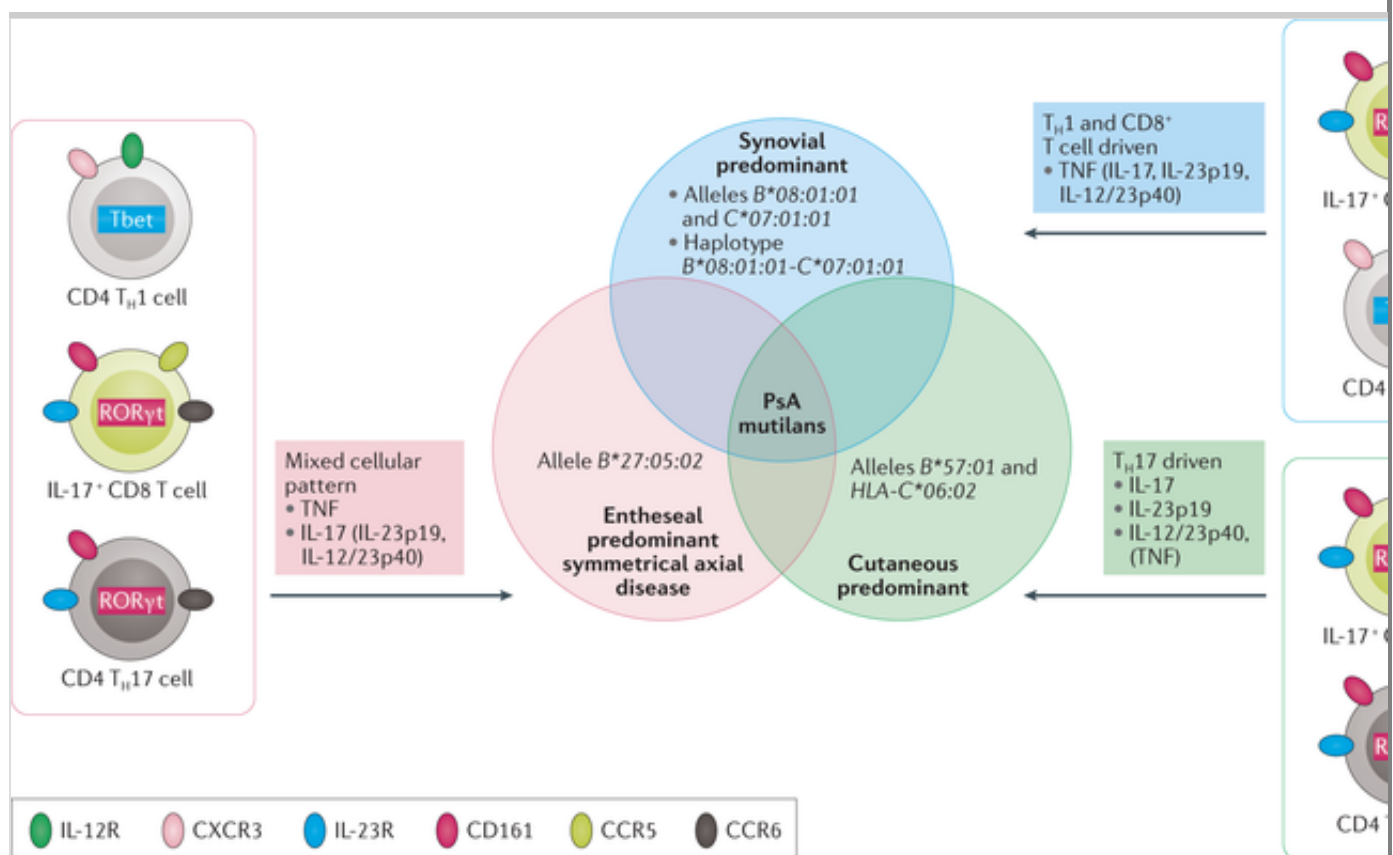 Tbet
CD4 T_H1 cell
RORγt
IL-17⁺ CD8 T cell
RORγt
CD4 T_H17 cell
Mixed cellular
pattern
• TNF
• IL-17 (IL-23p19,
IL-12/23p40)
Synovial
predominant
• Alleles B*08:01:01
and C*07:01:01
• Haplotype
B*08:01:01-C*07:01:01
PsA
mutilans
Allele B*27:05:02
Entheseal
predominant
symmetrical axial
disease
Alleles B*57:01 and
HLA-C*06:02
Cutaneous
predominant
T_H1 and CD8⁺
T cell driven
• TNF (IL-17, IL-23p19,
IL-12/23p40)
T_H17 driven
• IL-17
• IL-23p19
• IL-12/23p40,
(TNF)
R
IL-17⁺
CD4
R
IL-17⁺
R
CD4
IL-12R
CXCR3
IL-23R
CD161
CCR5
CCR6